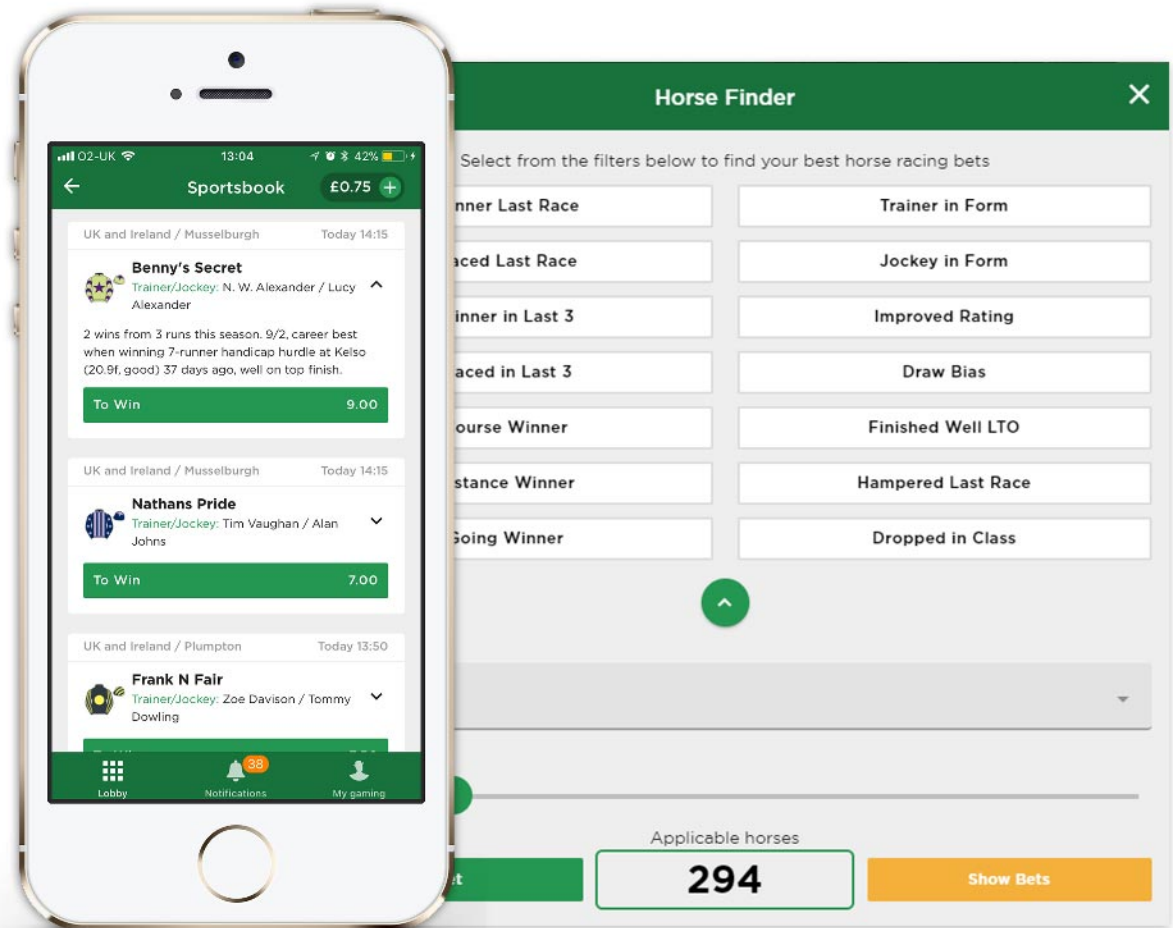 O2-UK
13:04
42%
Sportsbook
£0.75
UK and Ireland / Musselburgh
Today 14:15
Benny's Secret
Trainer/Jockey: N. W. Alexander / Lucy
Alexander
2 wins from 3 runs this season. 9/2, career best
when winning 7-runner handicap hurdle at Kelso
(20.9f, good) 37 days ago, well on top finish.
To Win 9.00
UK and Ireland / Musselburgh
Today 14:15
Nathans Pride
Trainer/Jockey: Tim Vaughan / Alan
Johns
To Win 7.00
UK and Ireland / Plumpton
Today 13:50
Frank N Fair
Trainer/Jockey: Zoe Davison / Tommy
Dowling
38
Lobby
Notifications
My gaming
Horse Finder
Select from the filters below to find your best horse racing bets
nner Last Race
Trainer in Form
aced Last Race
Jockey in Form
inner in Last 3
Improved Rating
aced in Last 3
Draw Bias
ourse Winner
Finished Well LTO
stance Winner
Hampered Last Race
Going Winner
Dropped in Class
Applicable horses
294
Show Bets